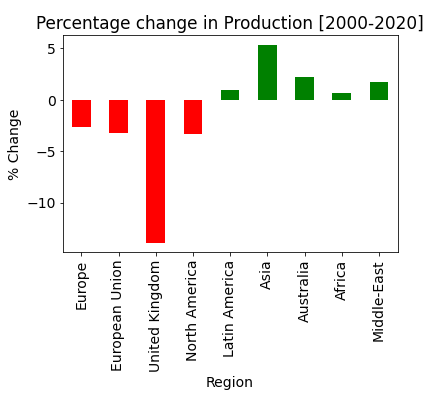 Percentage change in Production [2000-2020]
5
0
−5
−10
% Change
Europe
European Union
United Kingdom
North America
Latin America
Asia
Australia
Africa
Middle-East
Region